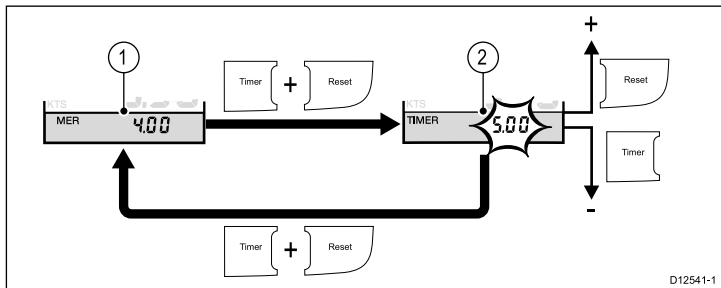 1
Timer + Reset
2
+
Reset
KTS
MER 4.00
KTS
TIMER 5.00
Timer
-
Timer + Reset
D12541-1